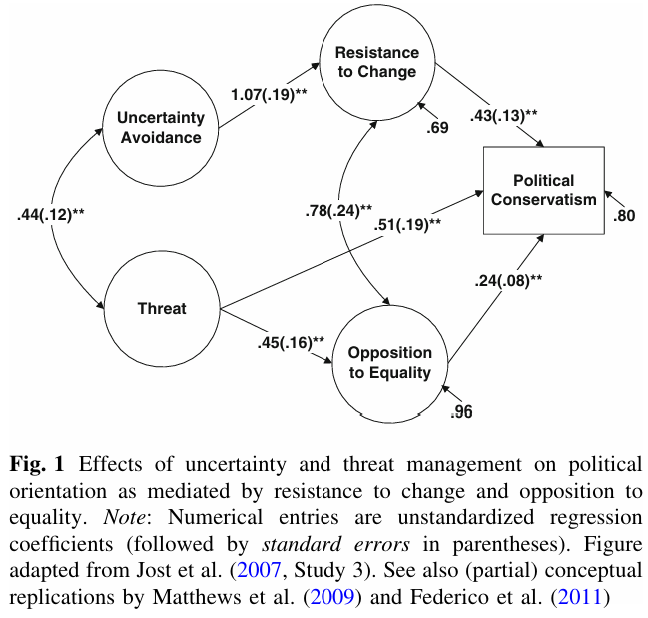 Resistance
to Change
1.07(.19)**
Uncertainty
Avoidance
.43(.13)**
.69
Political
Conservatism
.44(.12)**
.78(.24)**
.51(.19)**
.80
.24(.08)**
Threat
.45(.16)**
Opposition
to Equality
.96
Fig. 1 Effects of uncertainty and threat management on political
orientation as mediated by resistance to change and opposition to
equality. Note: Numerical entries are unstandardized regression
coefficients (followed by standard errors in parentheses). Figure
adapted from Jost et al. (2007, Study 3). See also (partial) conceptual
replications by Matthews et al. (2009) and Federico et al. (2011)